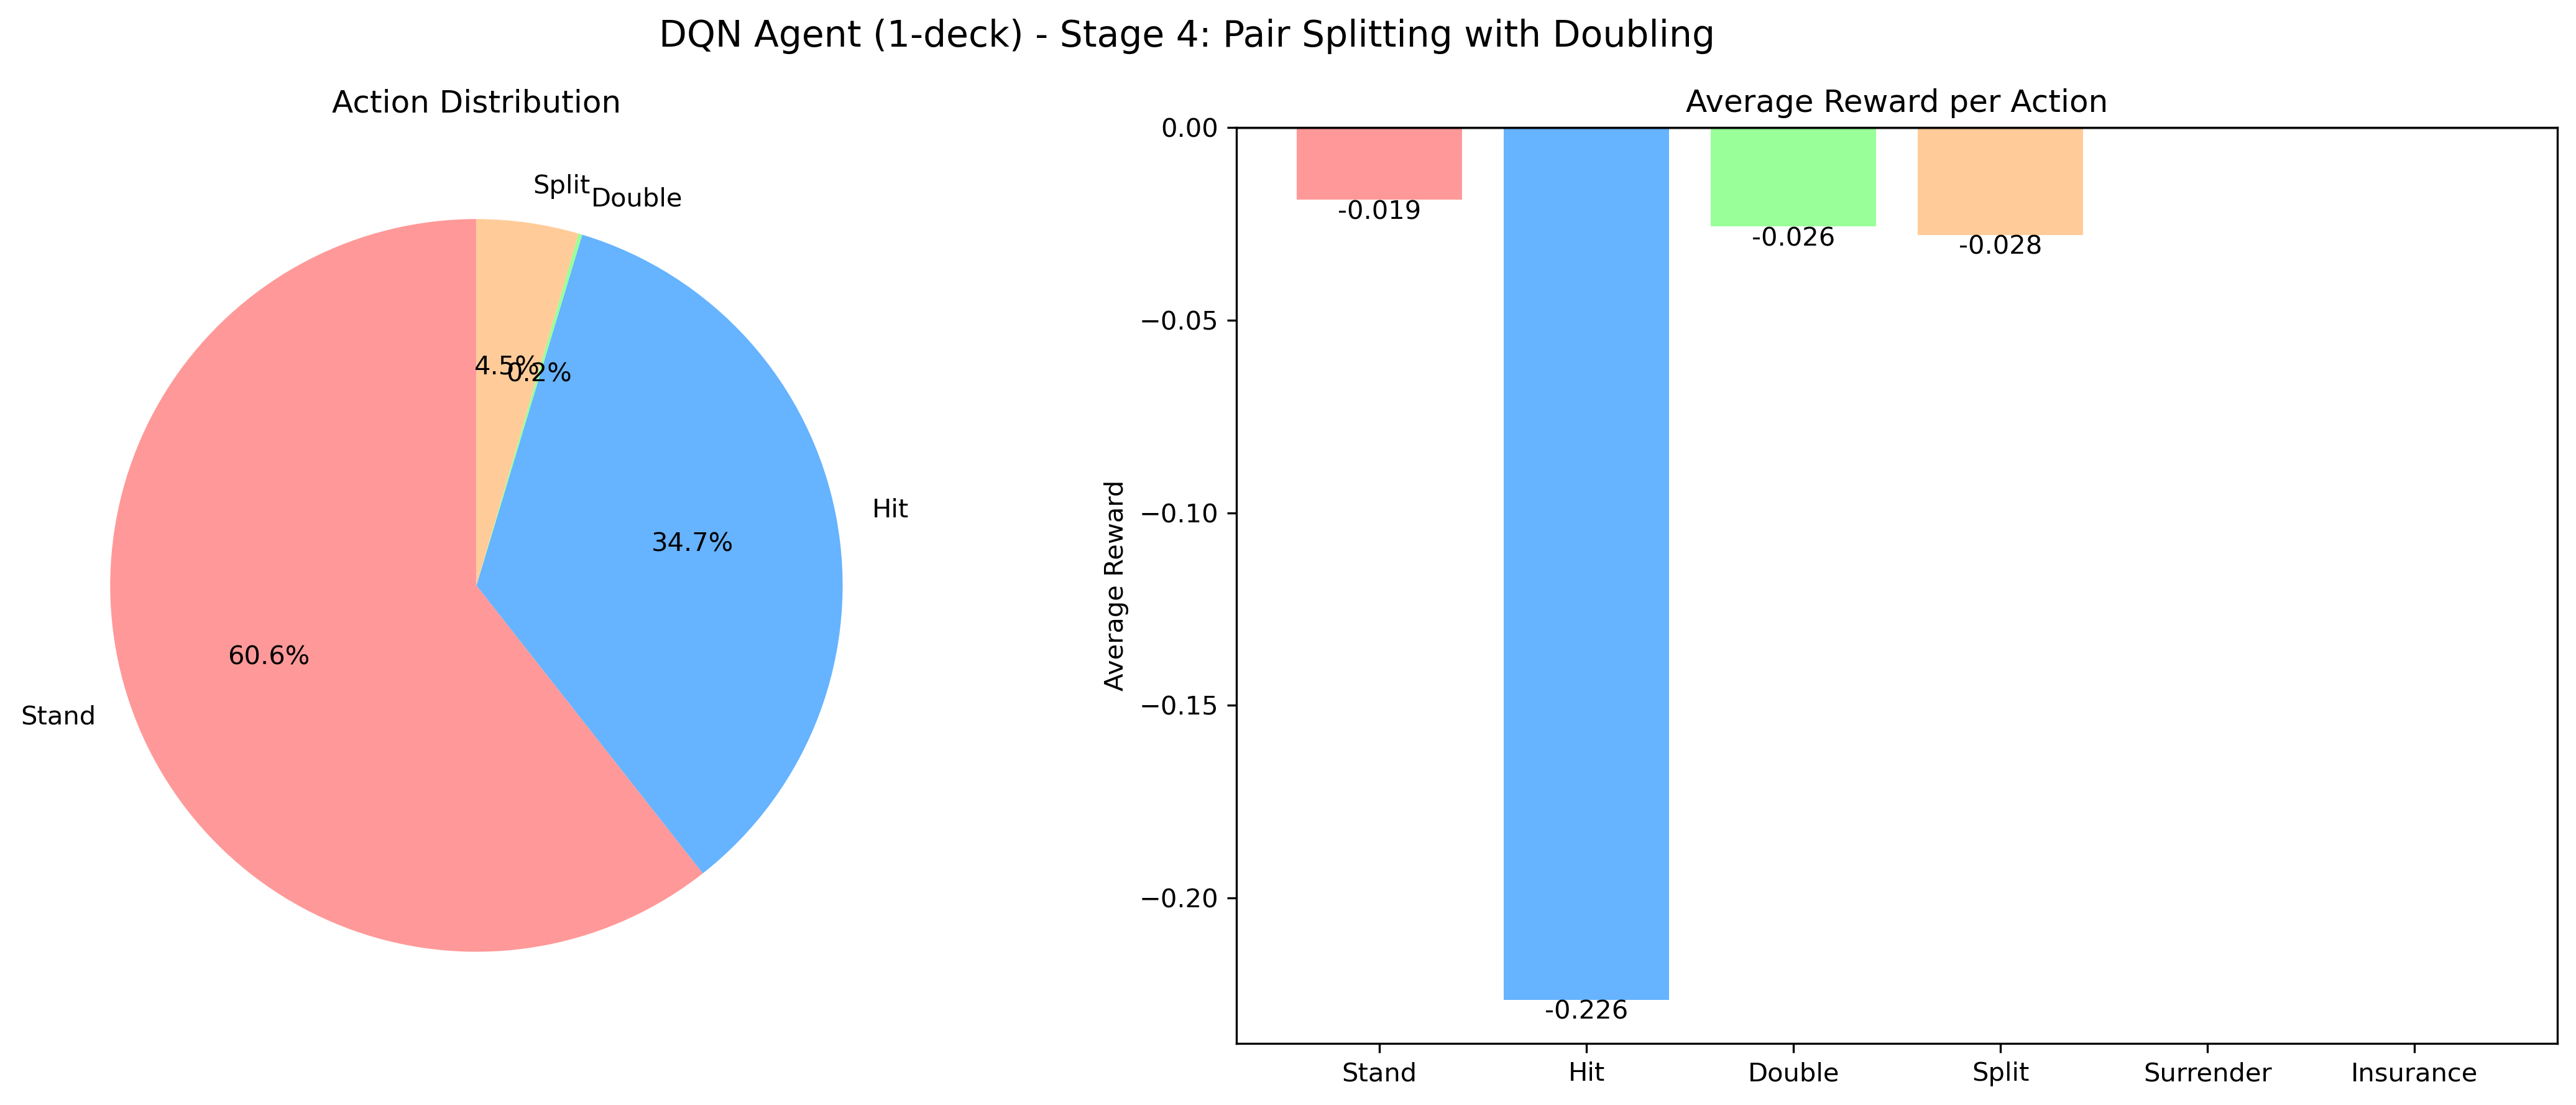 DQN Agent (1-deck) - Stage 4: Pair Splitting with Doubling
Action Distribution
Split
Double
4.5%
0.2%
Hit
34.7%
60.6%
Stand
Average Reward per Action
Average Reward
0.00
−0.05
−0.10
−0.15
−0.20
-0.019
-0.226
-0.026
-0.028
Stand Hit Double Split Surrender Insurance